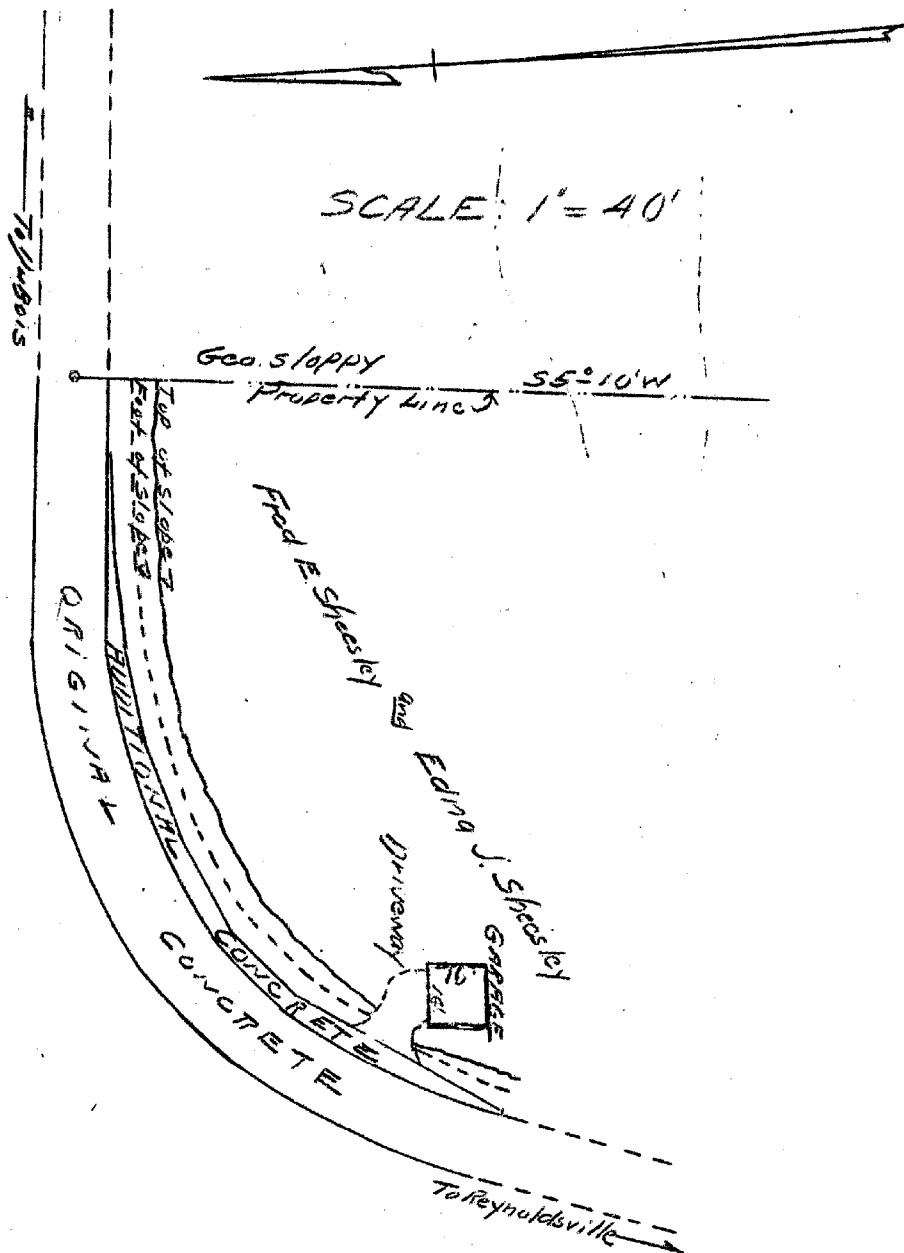 SCALE: 1" = 40'
To DuBois
Geo. Sloppy
Property Line
S5°-10'W
Top of Slope
Foot of Slope
Fred E. Sheesley and Edna J. Sheesley
ORIGINAL
CONCRETE
ADDITIONAL
CONCRETE
Driveway
GARAGE
16'
To Reynoldsville